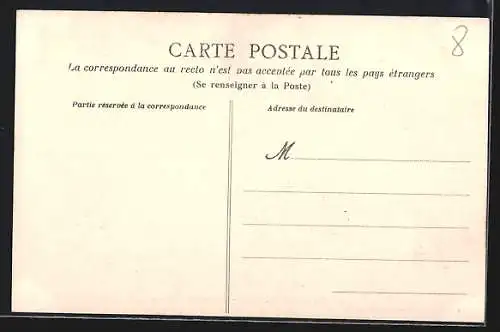 8
CARTE POSTALE
La correspondance au recto n'est pas acceptée par tous les pays étrangers
(Se renseigner à la Poste)
Partie réservée à la correspondance
Adresse du destinataire
M